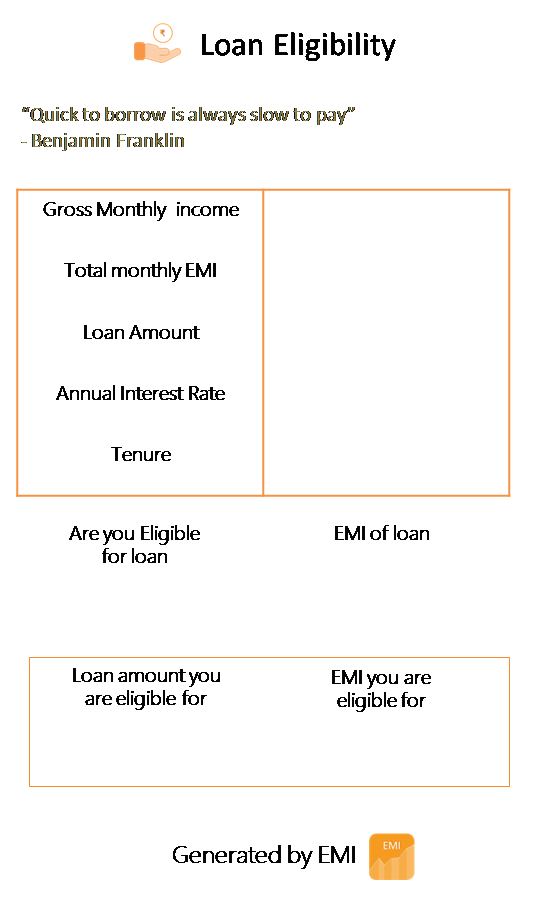 ₹
Loan Eligibility
“Quick to borrow is always slow to pay”
- Benjamin Franklin
Gross Monthly income
Total monthly EMI
Loan Amount
Annual Interest Rate
Tenure
Are you Eligible
for loan
EMI of loan
Loan amount you
are eligible for
EMI you are
eligible for
Generated by EMI
EMI